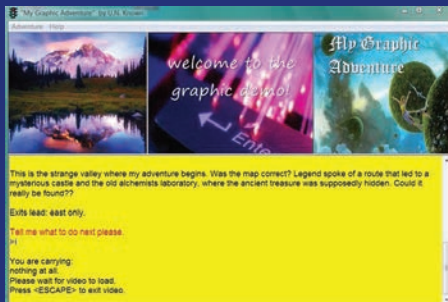 "My Graphic Adventure" by U.N. Known
Adventure Help
welcome to the
graphic demo!
Enter
My Graphic
Adventure
This is the strange valley where my adventure begins. Was the map correct? Legend spoke of a route that led to a
mysterious castle and the old alchemists laboratory, where the ancient treasure was supposedly hidden. Could it
really be found??
Exits lead: east only.
Tell me what to do next please.
>i
You are carrying:
nothing at all.
Please wait for video to load.
Press <ESCAPE> to exit video.